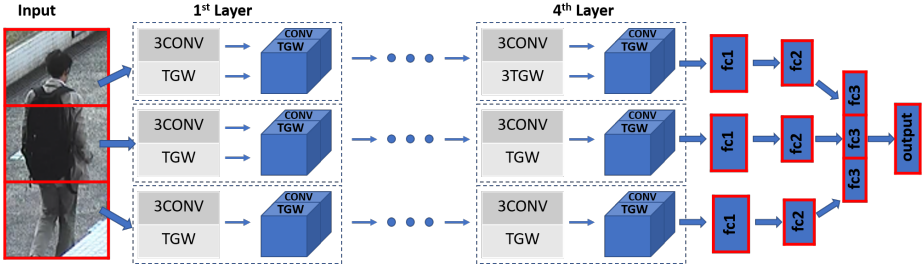 Input
1st Layer
4th Layer
3CONV
TGW
CONV
TGW
3CONV
3TGW
CONV
TGW
fc1
fc2
3CONV
TGW
CONV
TGW
3CONV
TGW
CONV
TGW
fc1
fc2
3CONV
TGW
CONV
TGW
3CONV
TGW
CONV
TGW
fc1
fc2
fc3
fc3
fc3
output